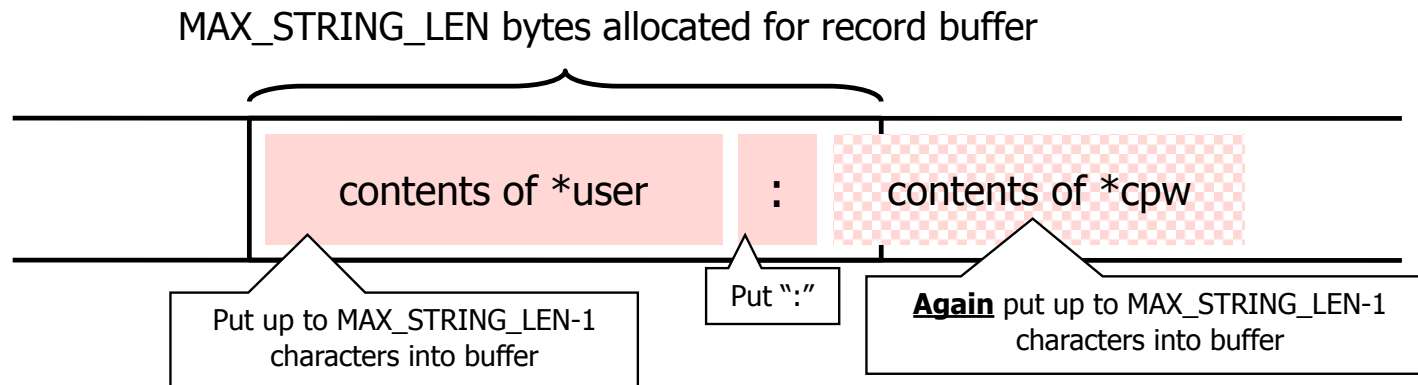 MAX_STRING_LEN bytes allocated for record buffer
contents of *user
:
contents of *cpw
Put up to MAX_STRING_LEN-1
characters into buffer
Put “:”
Again put up to MAX_STRING_LEN-1
characters into buffer